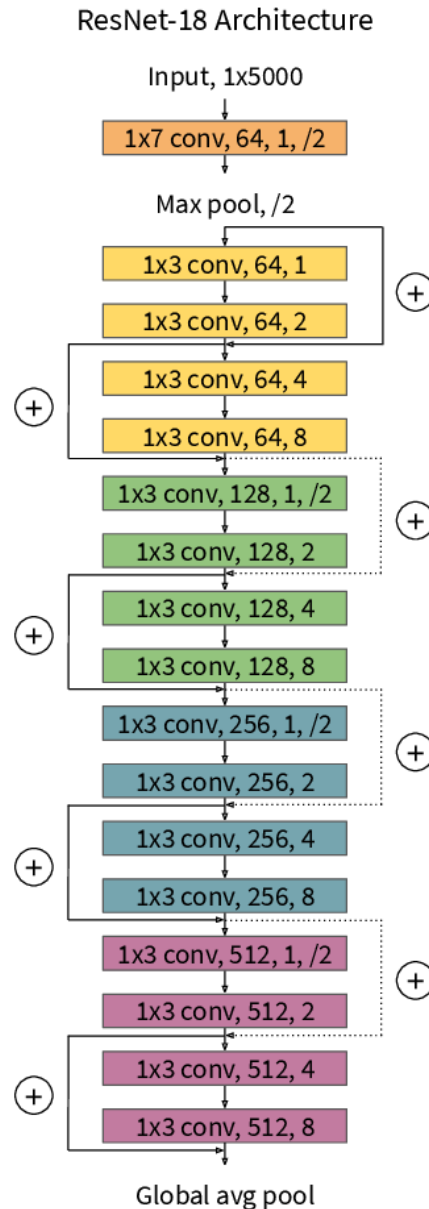 ResNet-18 Architecture
Input, 1x5000
1x7 conv, 64, 1, /2
Max pool, /2
1x3 conv, 64, 1
+
1x3 conv, 64, 2
1x3 conv, 64, 4
+
1x3 conv, 64, 8
1x3 conv, 128, 1, /2
+
1x3 conv, 128, 2
1x3 conv, 128, 4
+
1x3 conv, 128, 8
1x3 conv, 256, 1, /2
+
1x3 conv, 256, 2
1x3 conv, 256, 4
+
1x3 conv, 256, 8
1x3 conv, 512, 1, /2
+
1x3 conv, 512, 2
1x3 conv, 512, 4
+
1x3 conv, 512, 8
Global avg pool